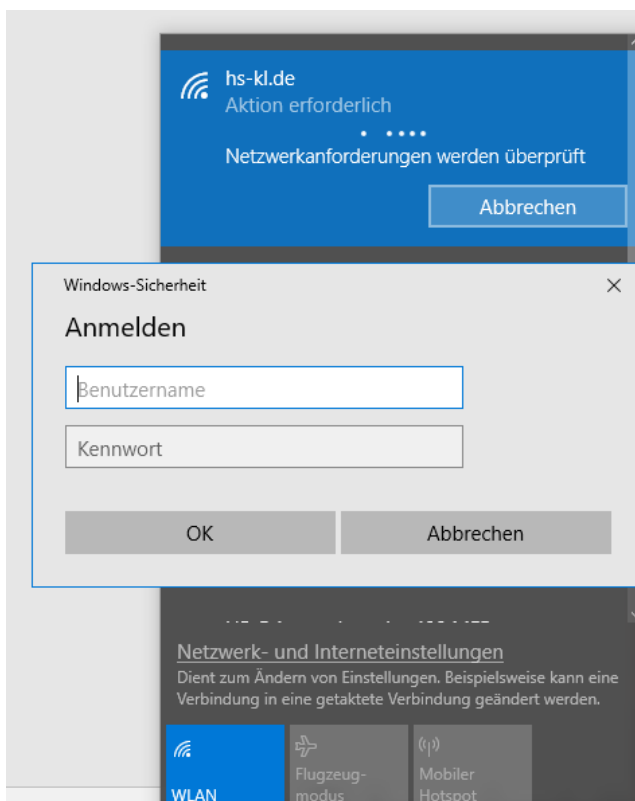 hs-kl.de
Aktion erforderlich
Netzwerkanforderungen werden überprüft
Abbrechen
Windows-Sicherheit
Anmelden
Benutzername
Kennwort
OK
Abbrechen
Netzwerk- und Interneteinstellungen
Dient zum Ändern von Einstellungen. Beispielsweise kann eine
Verbindung in eine getaktete Verbindung geändert werden.
WLAN
Flugzeug-
modus
Mobiler
Hotspot